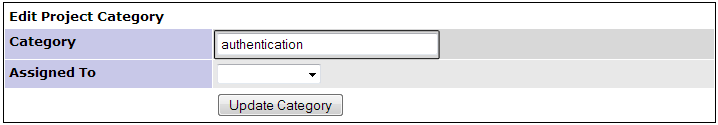 Edit Project Category
Category authentication
Assigned To
Update Category